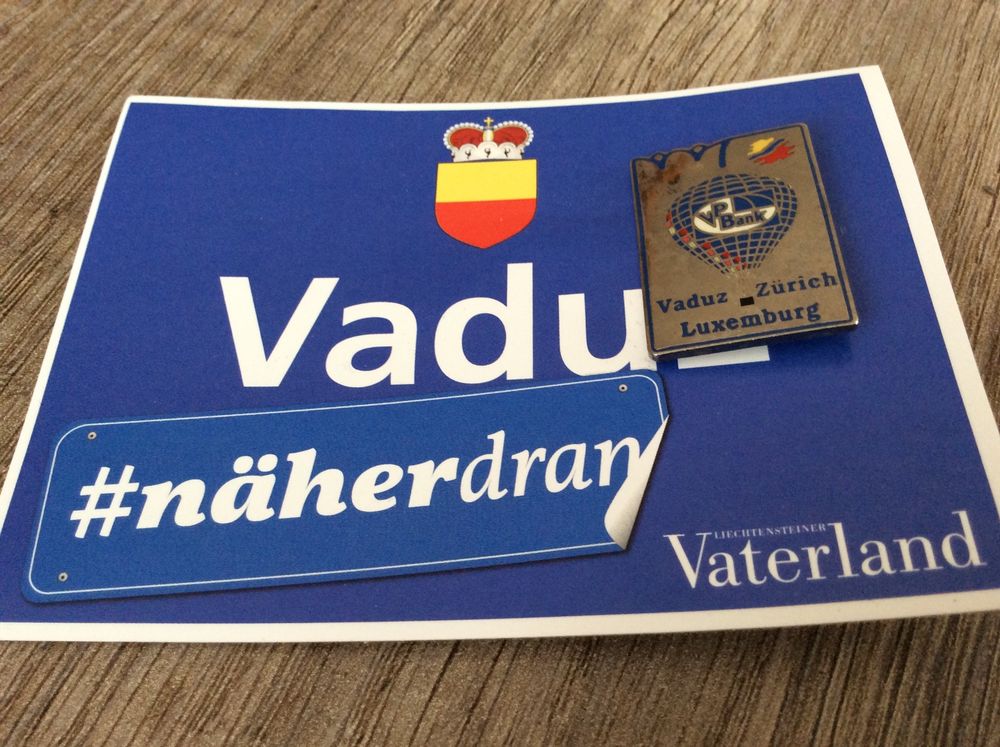 Vadu
#näherdran
LIECHTENSTEINER
Vaterland
VP
Bank
Vaduz Zürich
Luxemburg